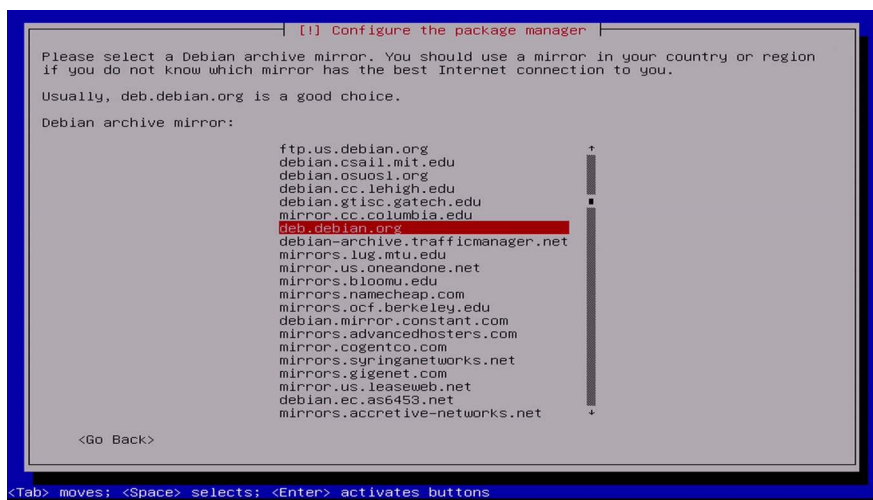 [!] Configure the package manager
Please select a Debian archive mirror. You should use a mirror in your country or region
if you do not know which mirror has the best Internet connection to you.
Usually, deb.debian.org is a good choice.
Debian archive mirror:
ftp.us.debian.org
debian.csail.mit.edu
debian.osuosl.org
debian.cc.lehigh.edu
debian.gtisc.gatech.edu
mirror.cc.columbia.edu
deb.debian.org
debian-archive.trafficmanager.net
mirrors.lug.mtu.edu
mirror.us.oneandone.net
mirrors.bloomu.edu
mirrors.namecheap.com
mirrors.ocf.berkeley.edu
debian.mirror.constant.com
mirrors.advancedhosters.com
mirror.cogentco.com
mirrors.syringanetworks.net
mirrors.gigenet.com
mirror.us.leaseweb.net
debian.ec.as6453.net
mirrors.accretive-networks.net
<Go Back>
<Tab> moves; <Space> selects; <Enter> activates buttons